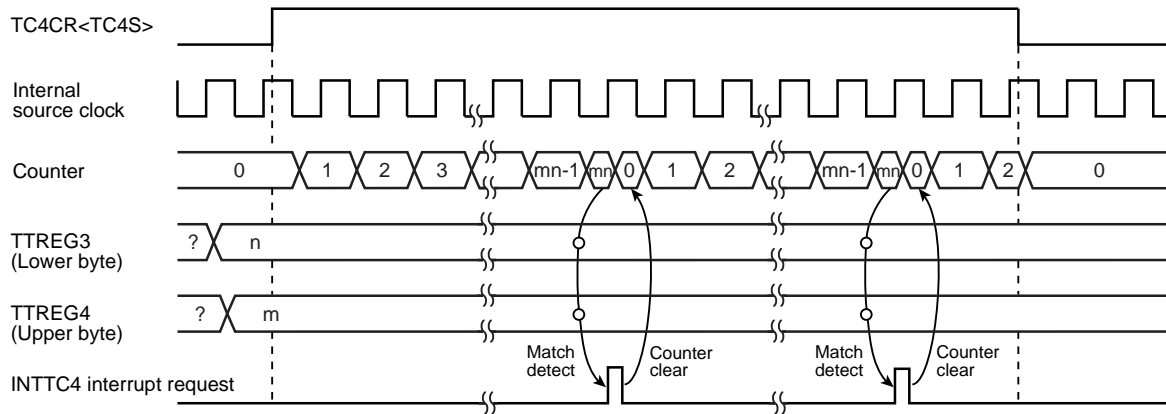 TC4CR<TC4S>
Internal
source clock
Counter
0 1 2 3 mn-1 mn 0 1 2 mn-1 mn 0 1 2 0
TTREG3
(Lower byte)
? n
TTREG4
(Upper byte)
? m
Match
detect
Counter
clear
Match
detect
Counter
clear
INTTC4 interrupt request